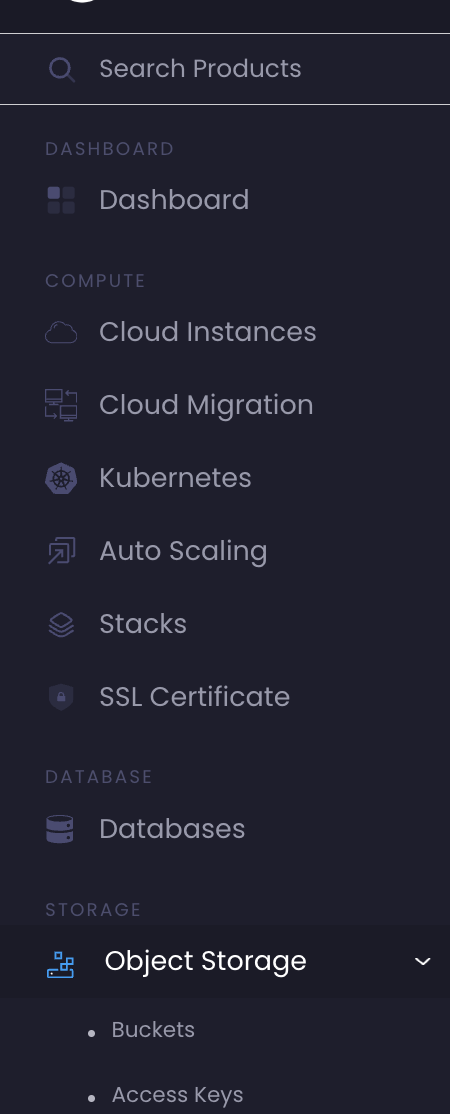 Search Products
DASHBOARD
Dashboard
COMPUTE
Cloud Instances
Cloud Migration
Kubernetes
Auto Scaling
Stacks
SSL Certificate
DATABASE
Databases
STORAGE
Object Storage
Buckets
Access Keys